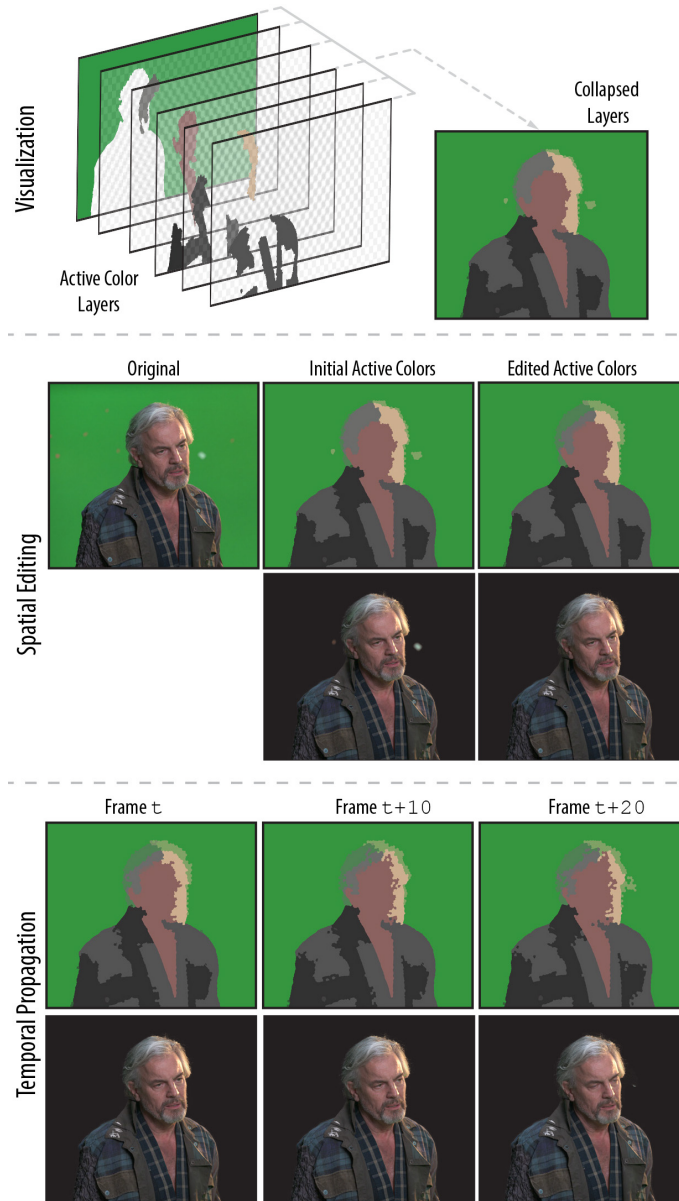 Visualization
Collapsed
Layers
Active Color
Layers
Spatial Editing
Original
Initial Active Colors
Edited Active Colors
Temporal Propagation
Frame t
Frame t+10
Frame t+20